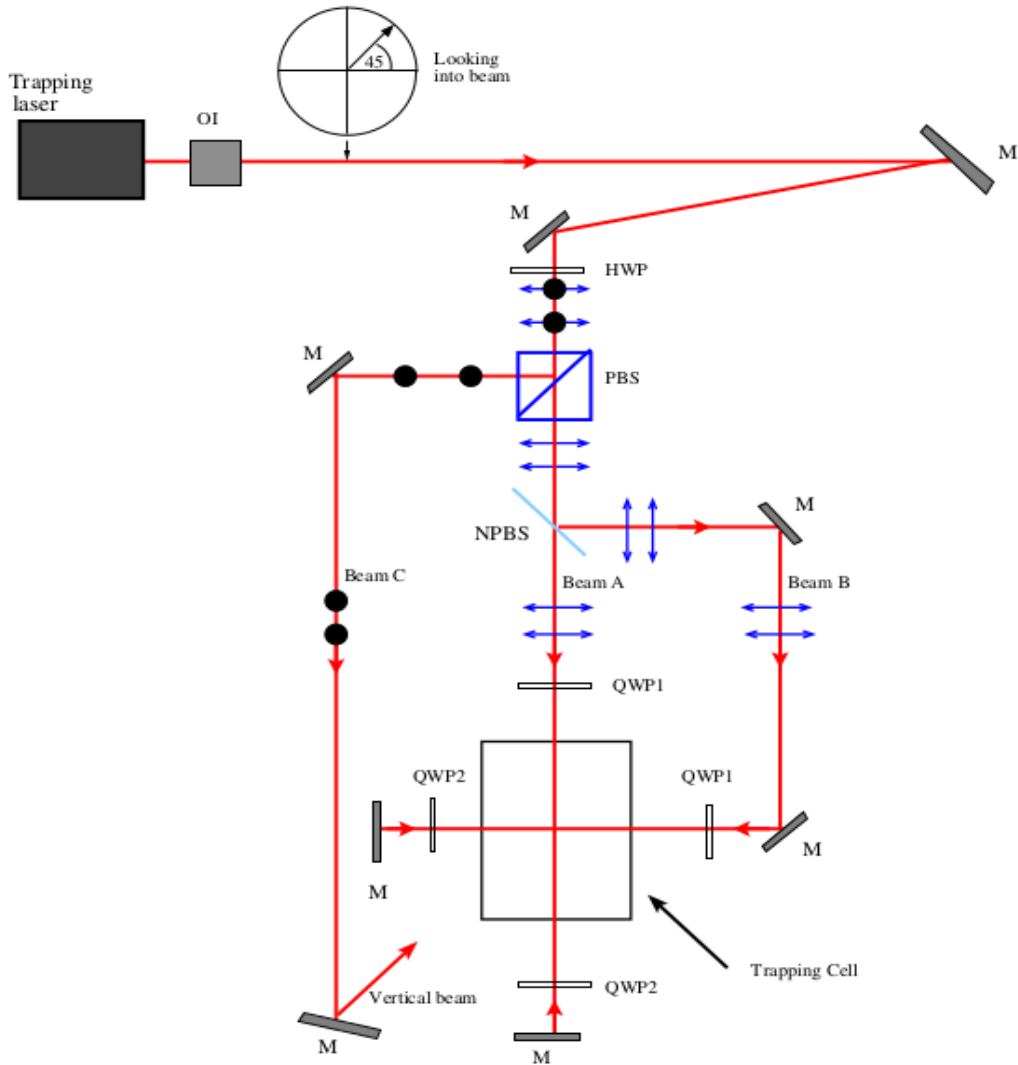 Trapping
laser
OI
45
Looking
into beam
M
M
HWP
M
PBS
M
NPBS
Beam C
Beam A
Beam B
QWP1
QWP2
QWP1
M
M
Trapping Cell
QWP2
Vertical beam
M
M